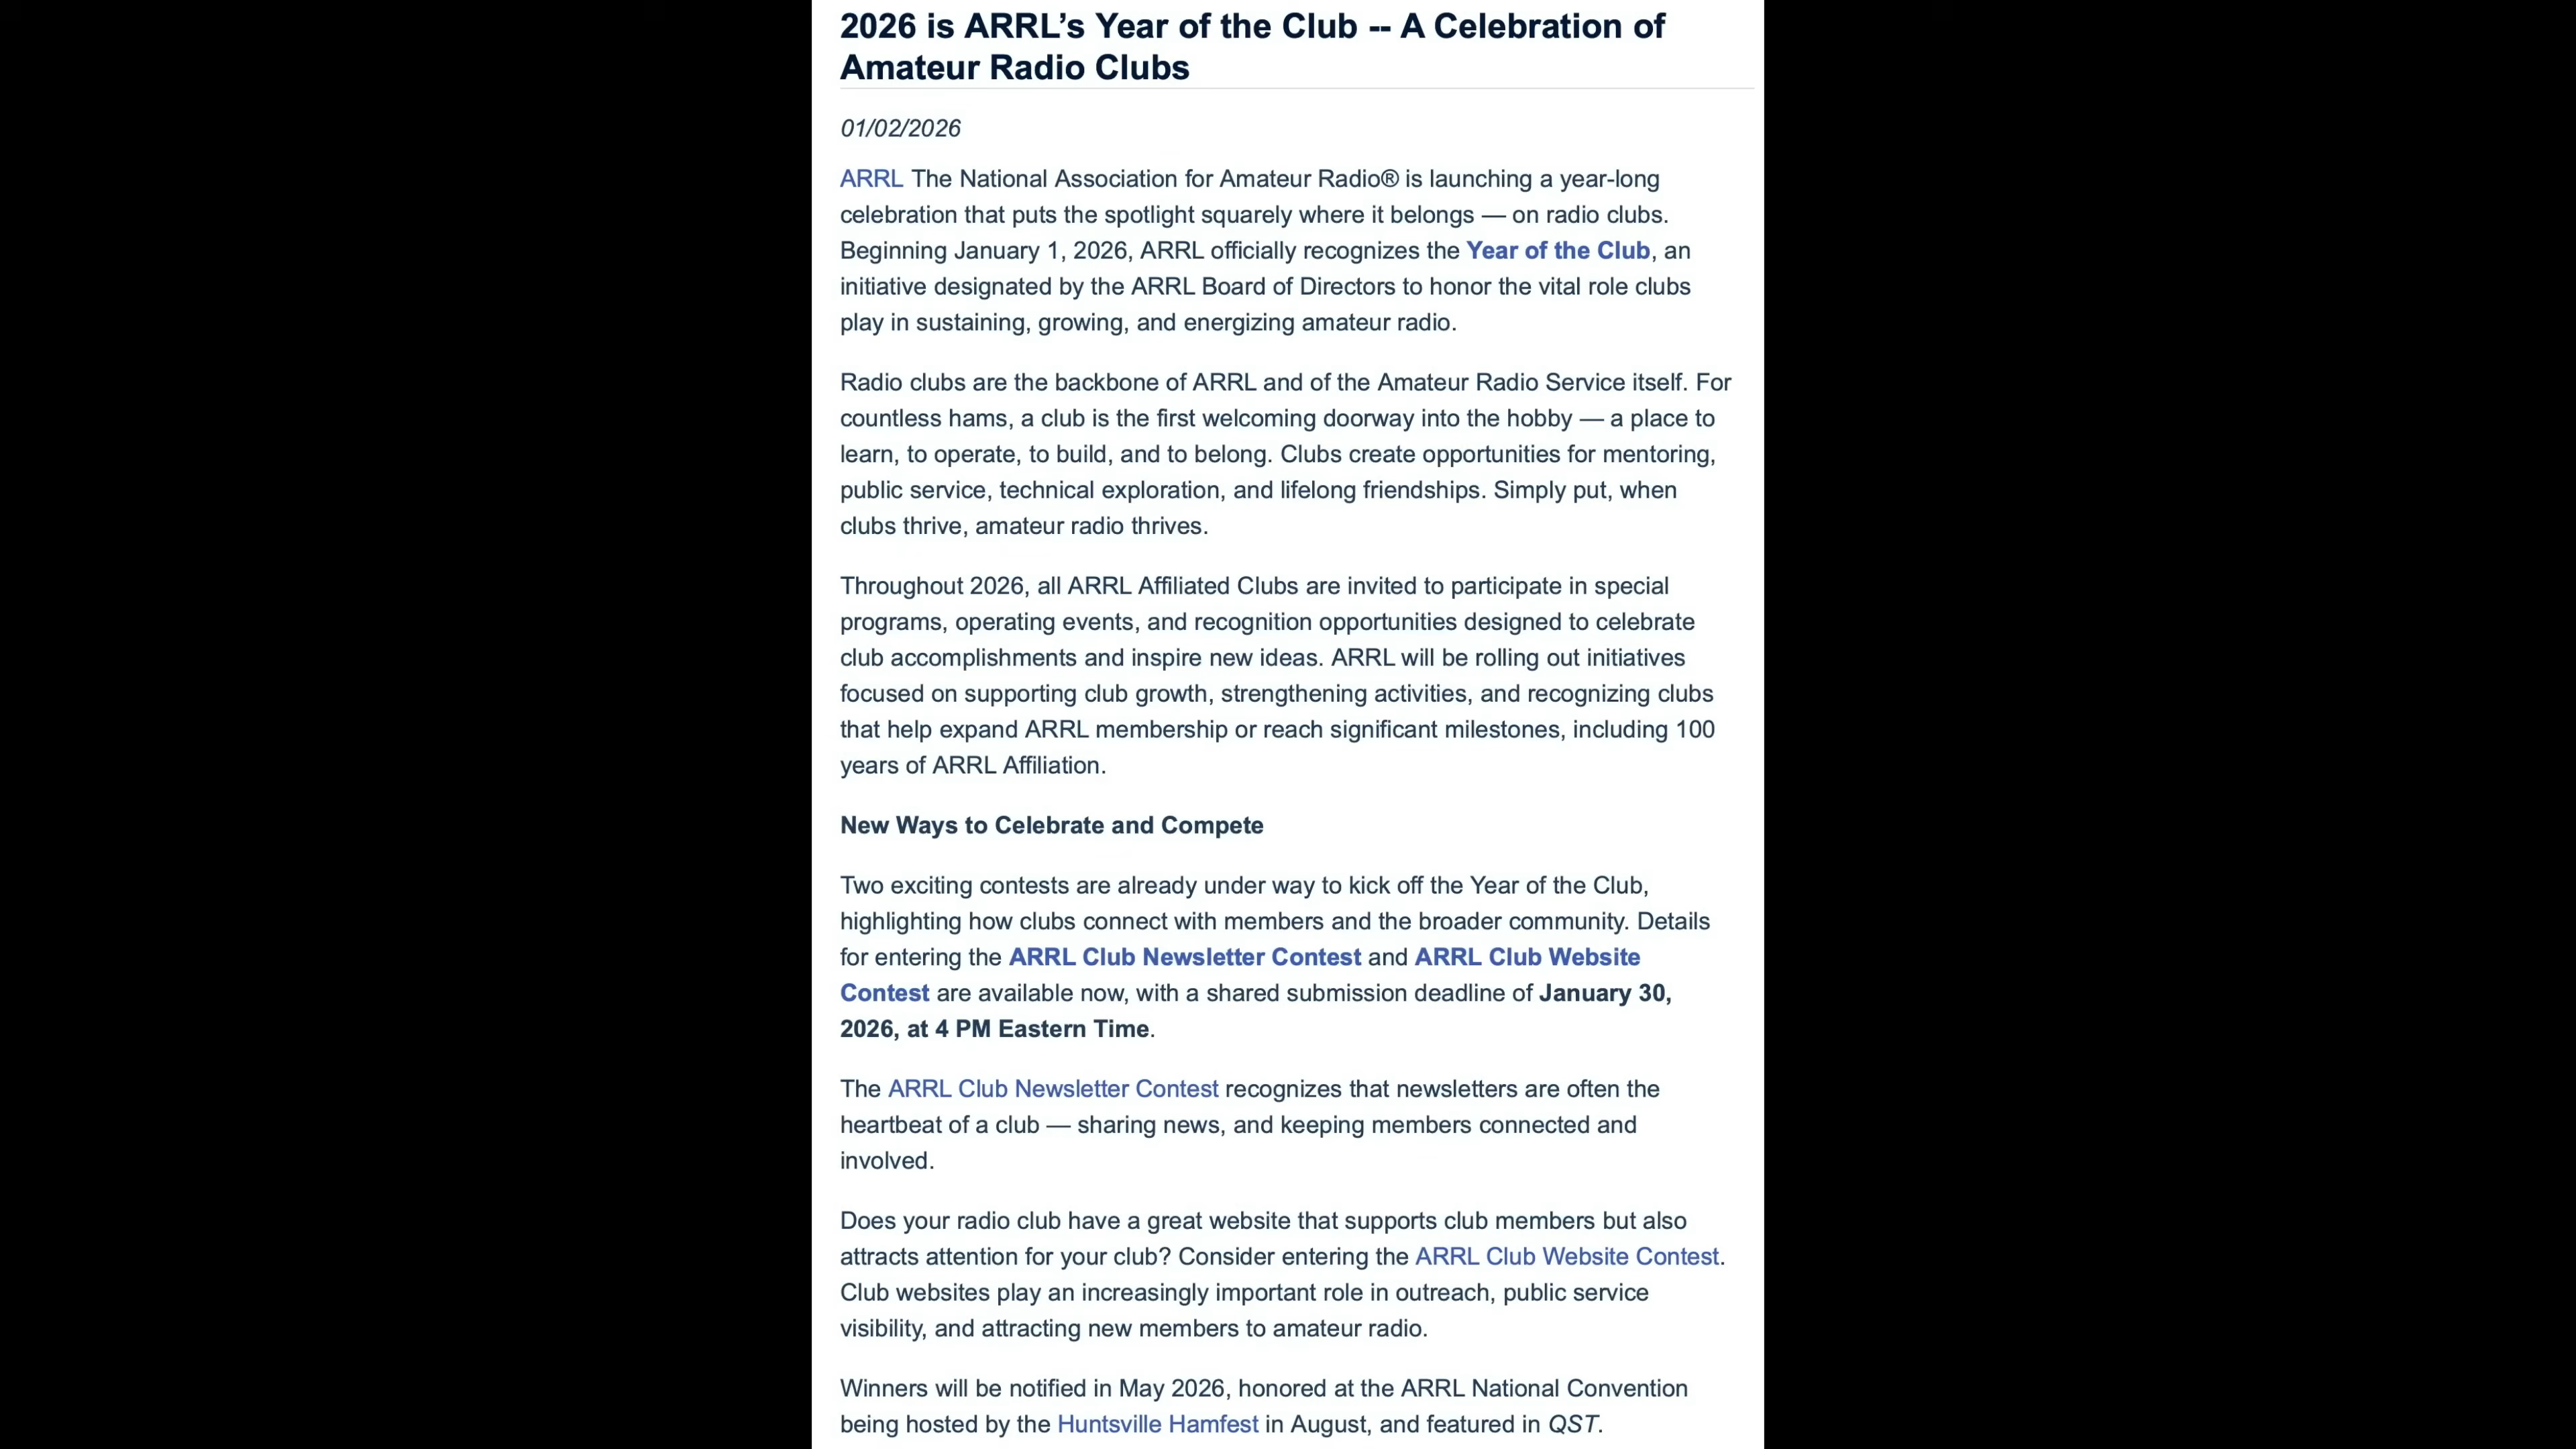 2026 is ARRL’s Year of the Club -- A Celebration of
Amateur Radio Clubs
01/02/2026
ARRL The National Association for Amateur Radio® is launching a year-long
celebration that puts the spotlight squarely where it belongs — on radio clubs.
Beginning January 1, 2026, ARRL officially recognizes the Year of the Club, an
initiative designated by the ARRL Board of Directors to honor the vital role clubs
play in sustaining, growing, and energizing amateur radio.
Radio clubs are the backbone of ARRL and of the Amateur Radio Service itself. For
countless hams, a club is the first welcoming doorway into the hobby — a place to
learn, to operate, to build, and to belong. Clubs create opportunities for mentoring,
public service, technical exploration, and lifelong friendships. Simply put, when
clubs thrive, amateur radio thrives.
Throughout 2026, all ARRL Affiliated Clubs are invited to participate in special
programs, operating events, and recognition opportunities designed to celebrate
club accomplishments and inspire new ideas. ARRL will be rolling out initiatives
focused on supporting club growth, strengthening activities, and recognizing clubs
that help expand ARRL membership or reach significant milestones, including 100
years of ARRL Affiliation.
New Ways to Celebrate and Compete
Two exciting contests are already under way to kick off the Year of the Club,
highlighting how clubs connect with members and the broader community. Details
for entering the ARRL Club Newsletter Contest and ARRL Club Website
Contest are available now, with a shared submission deadline of January 30,
2026, at 4 PM Eastern Time.
The ARRL Club Newsletter Contest recognizes that newsletters are often the
heartbeat of a club — sharing news, and keeping members connected and
involved.
Does your radio club have a great website that supports club members but also
attracts attention for your club? Consider entering the ARRL Club Website Contest.
Club websites play an increasingly important role in outreach, public service
visibility, and attracting new members to amateur radio.
Winners will be notified in May 2026, honored at the ARRL National Convention
being hosted by the Huntsville Hamfest in August, and featured in QST.